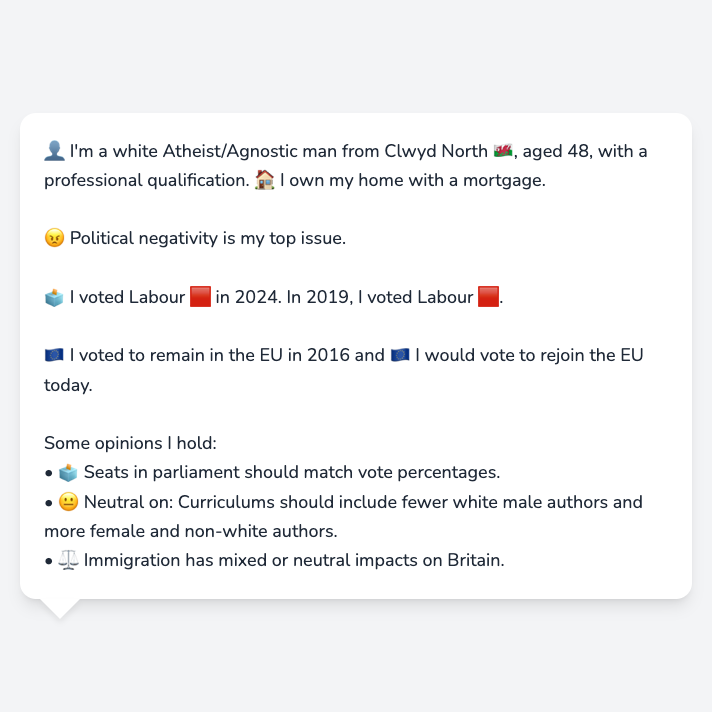 👤 I'm a white Atheist/Agnostic man from Clwyd North 🏴󠁧󠁢󠁷󠁬󠁳󠁿, aged 48, with a
professional qualification. 🏠 I own my home with a mortgage.
😠 Political negativity is my top issue.
🗳️ I voted Labour 🟥 in 2024. In 2019, I voted Labour 🟥.
🇪🇺 I voted to remain in the EU in 2016 and 🇪🇺 I would vote to rejoin the EU
today.
Some opinions I hold:
• 🗳️ Seats in parliament should match vote percentages.
• 😐 Neutral on: Curriculums should include fewer white male authors and
more female and non-white authors.
• ⚖️ Immigration has mixed or neutral impacts on Britain.